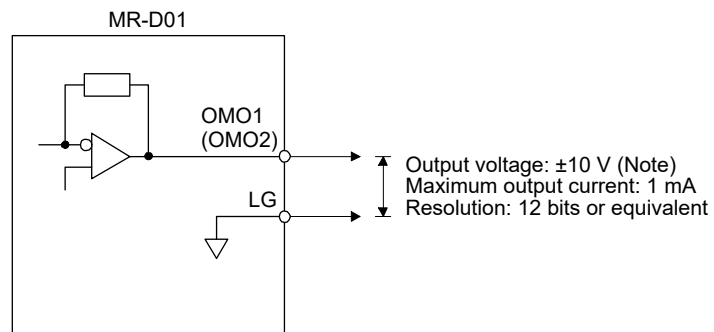 MR-D01
OMO1
(OMO2)
LG
Output voltage: ±10 V (Note)
Maximum output current: 1 mA
Resolution: 12 bits or equivalent